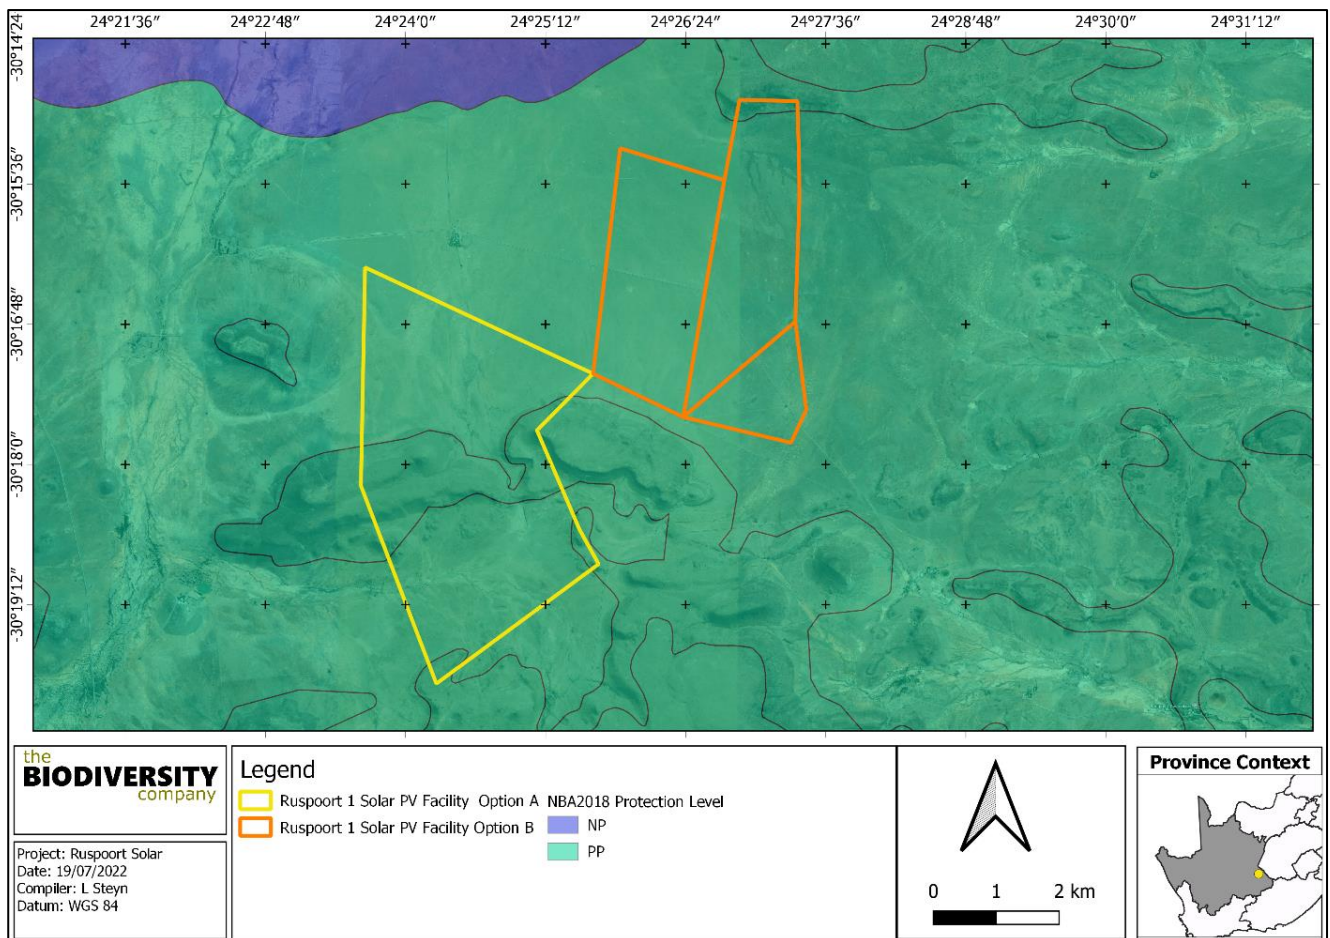 24°21′36″ 24°22′48″ 24°24′0″ 24°25′12″ 24°26′24″ 24°27′36″ 24°28′48″ 24°30′0″ 24°31′12″
-30°14′24″
-30°15′36″
-30°16′48″
-30°18′0″
-30°19′12″
the
BIODIVERSITY
company
Project: Ruspoort Solar
Date: 19/07/2022
Compiler: L Steyn
Datum: WGS 84
Legend
Ruspoort 1 Solar PV Facility Option A
Ruspoort 1 Solar PV Facility Option B
NBA2018 Protection Level
NP
PP
0 1 2 km
Province Context